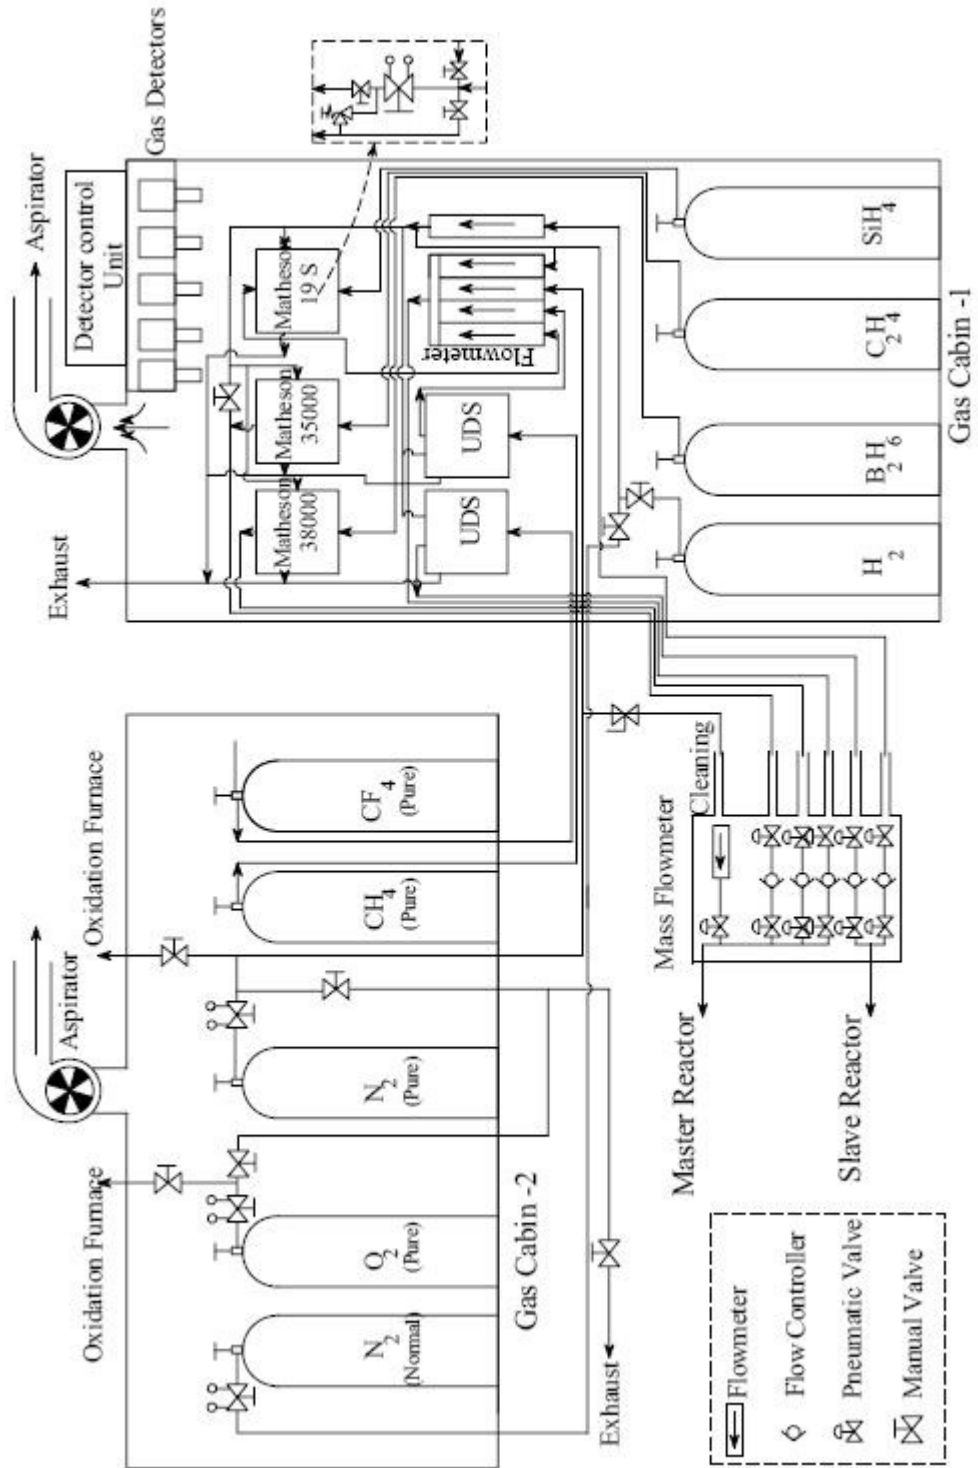 Aspirator
Detector control
Unit
Gas Detectors
Exhaust
Matheson
19 S
Matheson
35000
Matheson
38000
Flowmeter
UDS
UDS
SiH4
C2H4
B2H6
H2
Gas Cabin -1
Oxidation Furnace
Aspirator
Oxidation Furnace
CF4
(Pure)
CH4
(Pure)
N2
(Pure)
O2
(Pure)
N2
(Normal)
Gas Cabin -2
Exhaust
Mass Flowmeter
Cleaning
Master Reactor
Slave Reactor
Flowmeter
Flow Controller
Pneumatic Valve
Manual Valve